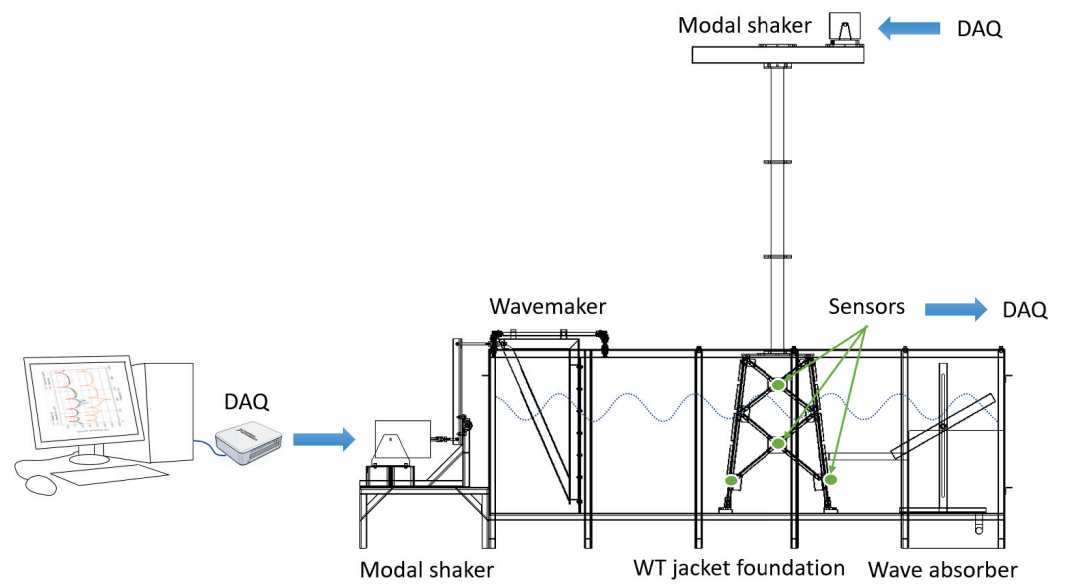 Modal shaker
DAQ
Wavemaker
Sensors
DAQ
DAQ
Modal shaker
WT jacket foundation
Wave absorber